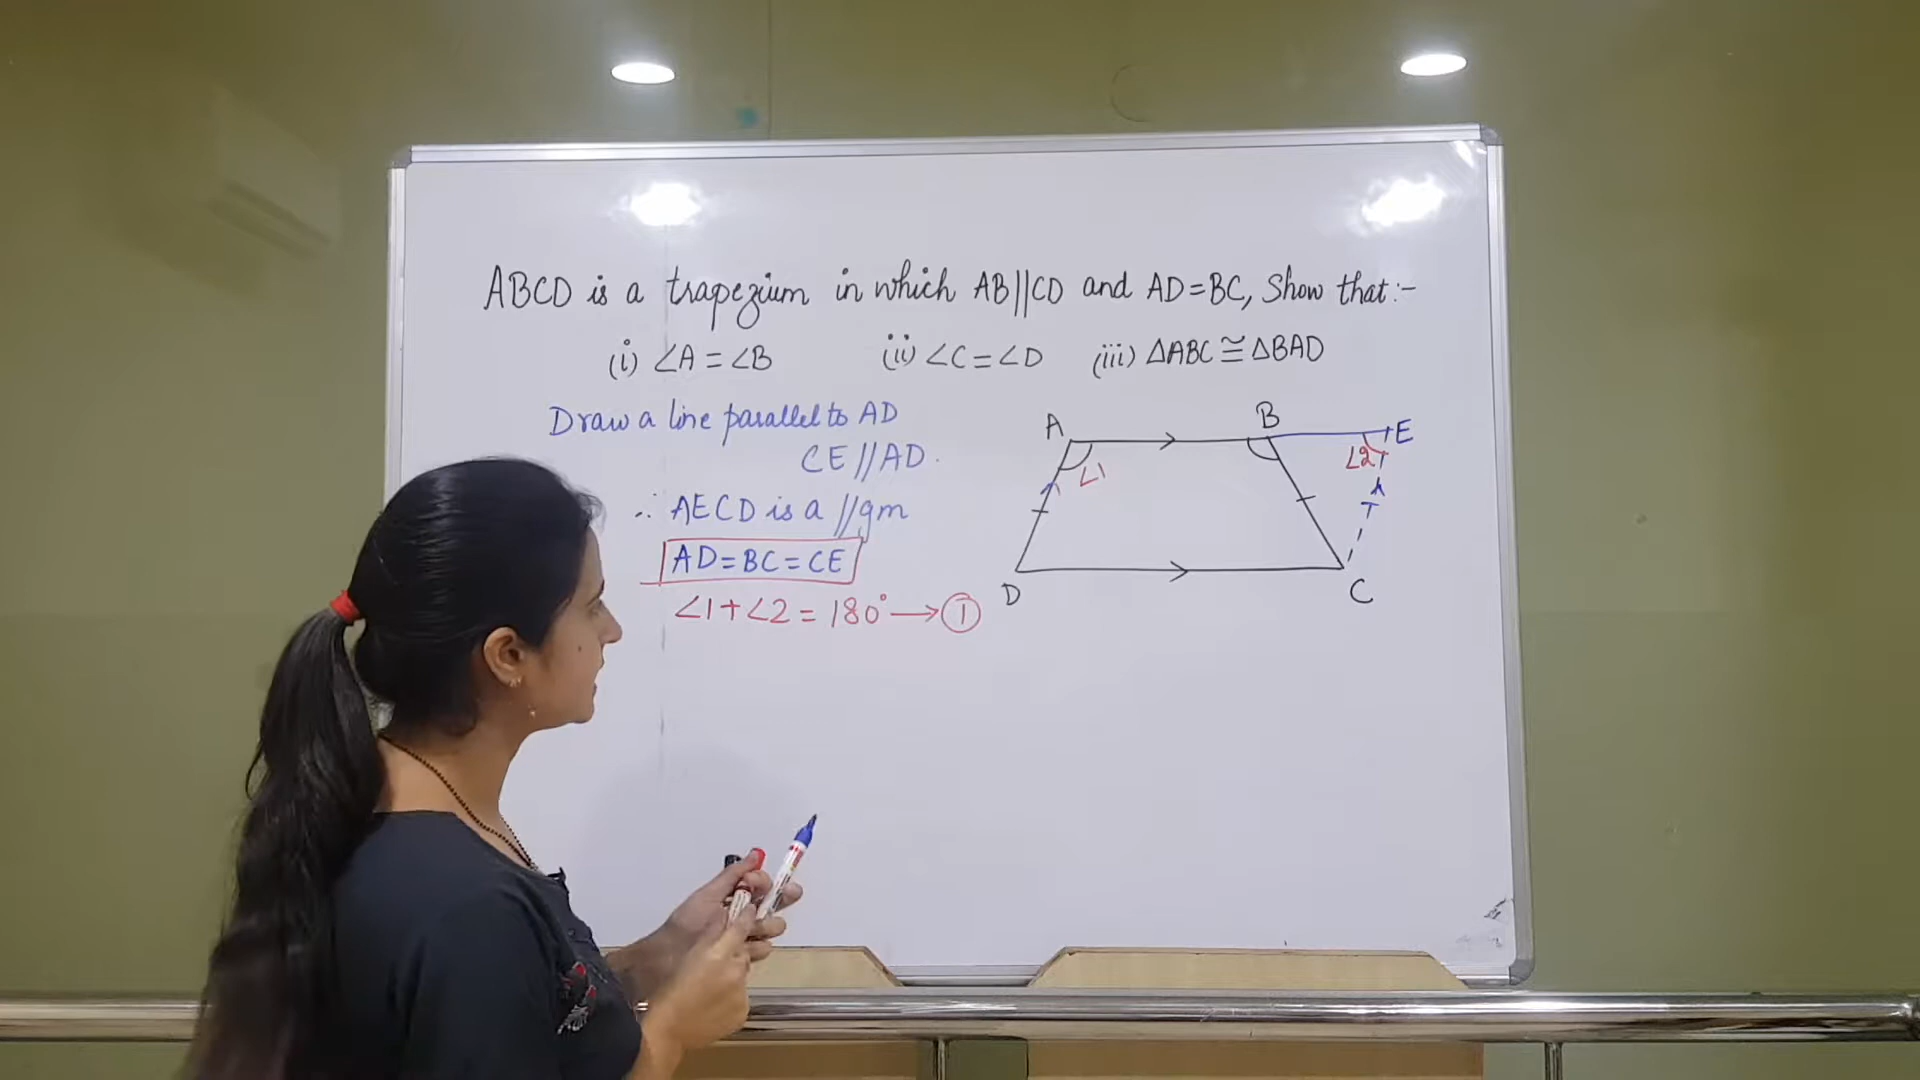 ABCD is a trapezium in which AB||CD and AD=BC, Show that:-
(i) ∠A=∠B (ii) ∠C=∠D (iii) ΔABC≅ΔBAD
Draw a line parallel to AD
CE//AD.
∴ AECD is a //gm
AD=BC=CE
∠1+∠2=180°→①
A B E
∠1 ∠2
D C